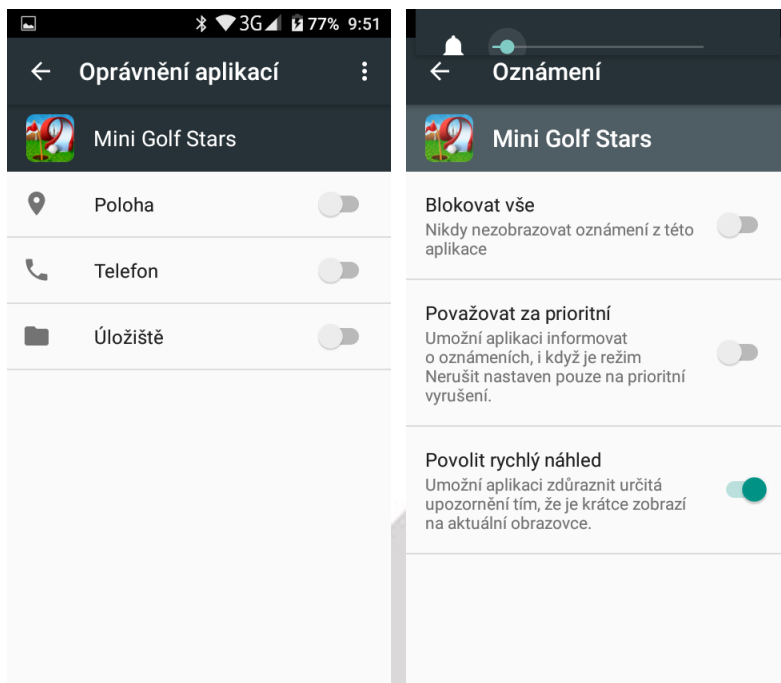 3G 77% 9:51
Oprávnění aplikací
Mini Golf Stars
Poloha
Telefon
Úložiště
Oznámení
Mini Golf Stars
Blokovat vše
Nikdy nezobrazovat oznámení z této
aplikace
Považovat za prioritní
Umožní aplikaci informovat
o oznámeních, i když je režim
Nerušit nastaven pouze na prioritní
vyrušení.
Povolit rychlý náhled
Umožní aplikaci zdůraznit určitá
upozornění tím, že je krátce zobrazí
na aktuální obrazovce.